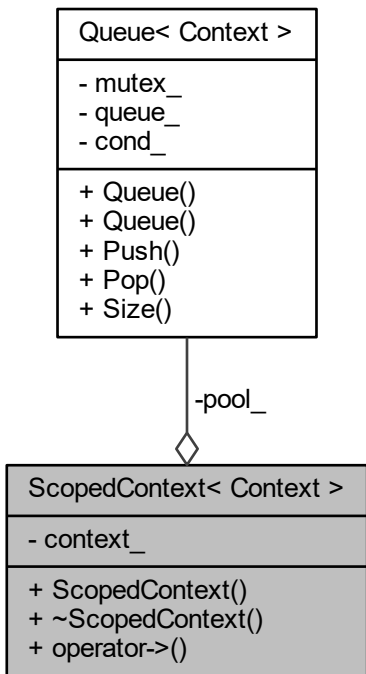 Queue< Context >
- mutex_
- queue_
- cond_
+ Queue()
+ Queue()
+ Push()
+ Pop()
+ Size()
-pool_
ScopedContext< Context >
- context_
+ ScopedContext()
+ ~ScopedContext()
+ operator->()